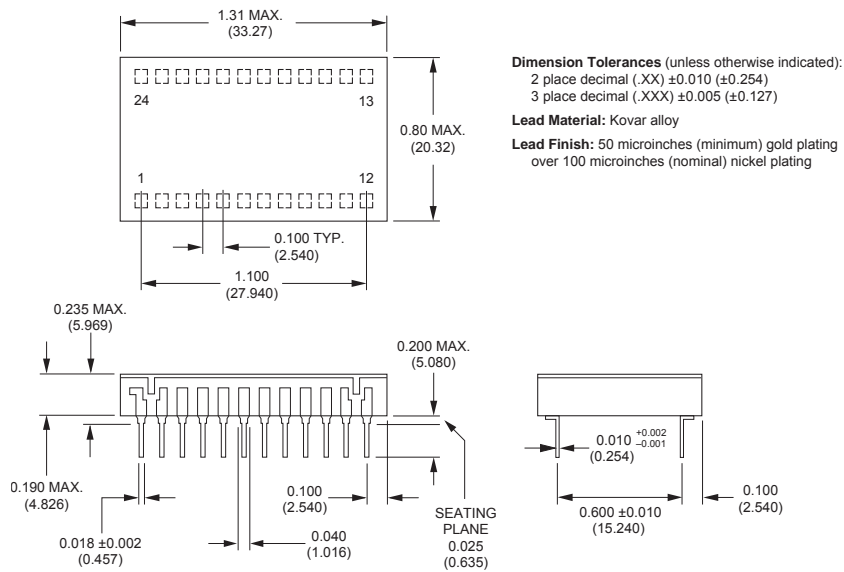 1.31 MAX.
(33.27)
Dimension Tolerances (unless otherwise indicated):
2 place decimal (.XX) ±0.010 (±0.254)
3 place decimal (.XXX) ±0.005 (±0.127)
Lead Material: Kovar alloy
Lead Finish: 50 microinches (minimum) gold plating
over 100 microinches (nominal) nickel plating
24
13
0.80 MAX.
(20.32)
1
12
0.100 TYP.
(2.540)
1.100
(27.940)
0.235 MAX.
(5.969)
0.200 MAX.
(5.080)
0.190 MAX.
(4.826)
0.018 ±0.002
(0.457)
0.040
(1.016)
0.100
(2.540)
SEATING
PLANE
0.025
(0.635)
0.010 +0.002 –0.001
(0.254)
0.600 ±0.010
(15.240)
0.100
(2.540)